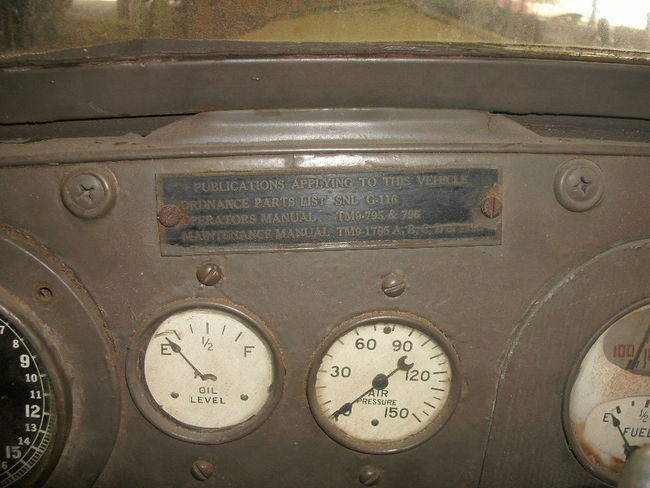 PUBLICATIONS APPLYING TO THIS VEHICLE
ORDNANCE PARTS LIST SNL G-116
OPERATORS MANUAL TM9-795 & 796
MAINTENANCE MANUAL TM9-1795 A, B, C,
E 1/2 F
OIL
LEVEL
30 60 90 120 150
AIR
PRESSURE
7
9
10
11
12
13
14
15
16
100
E 1/2
FUEL